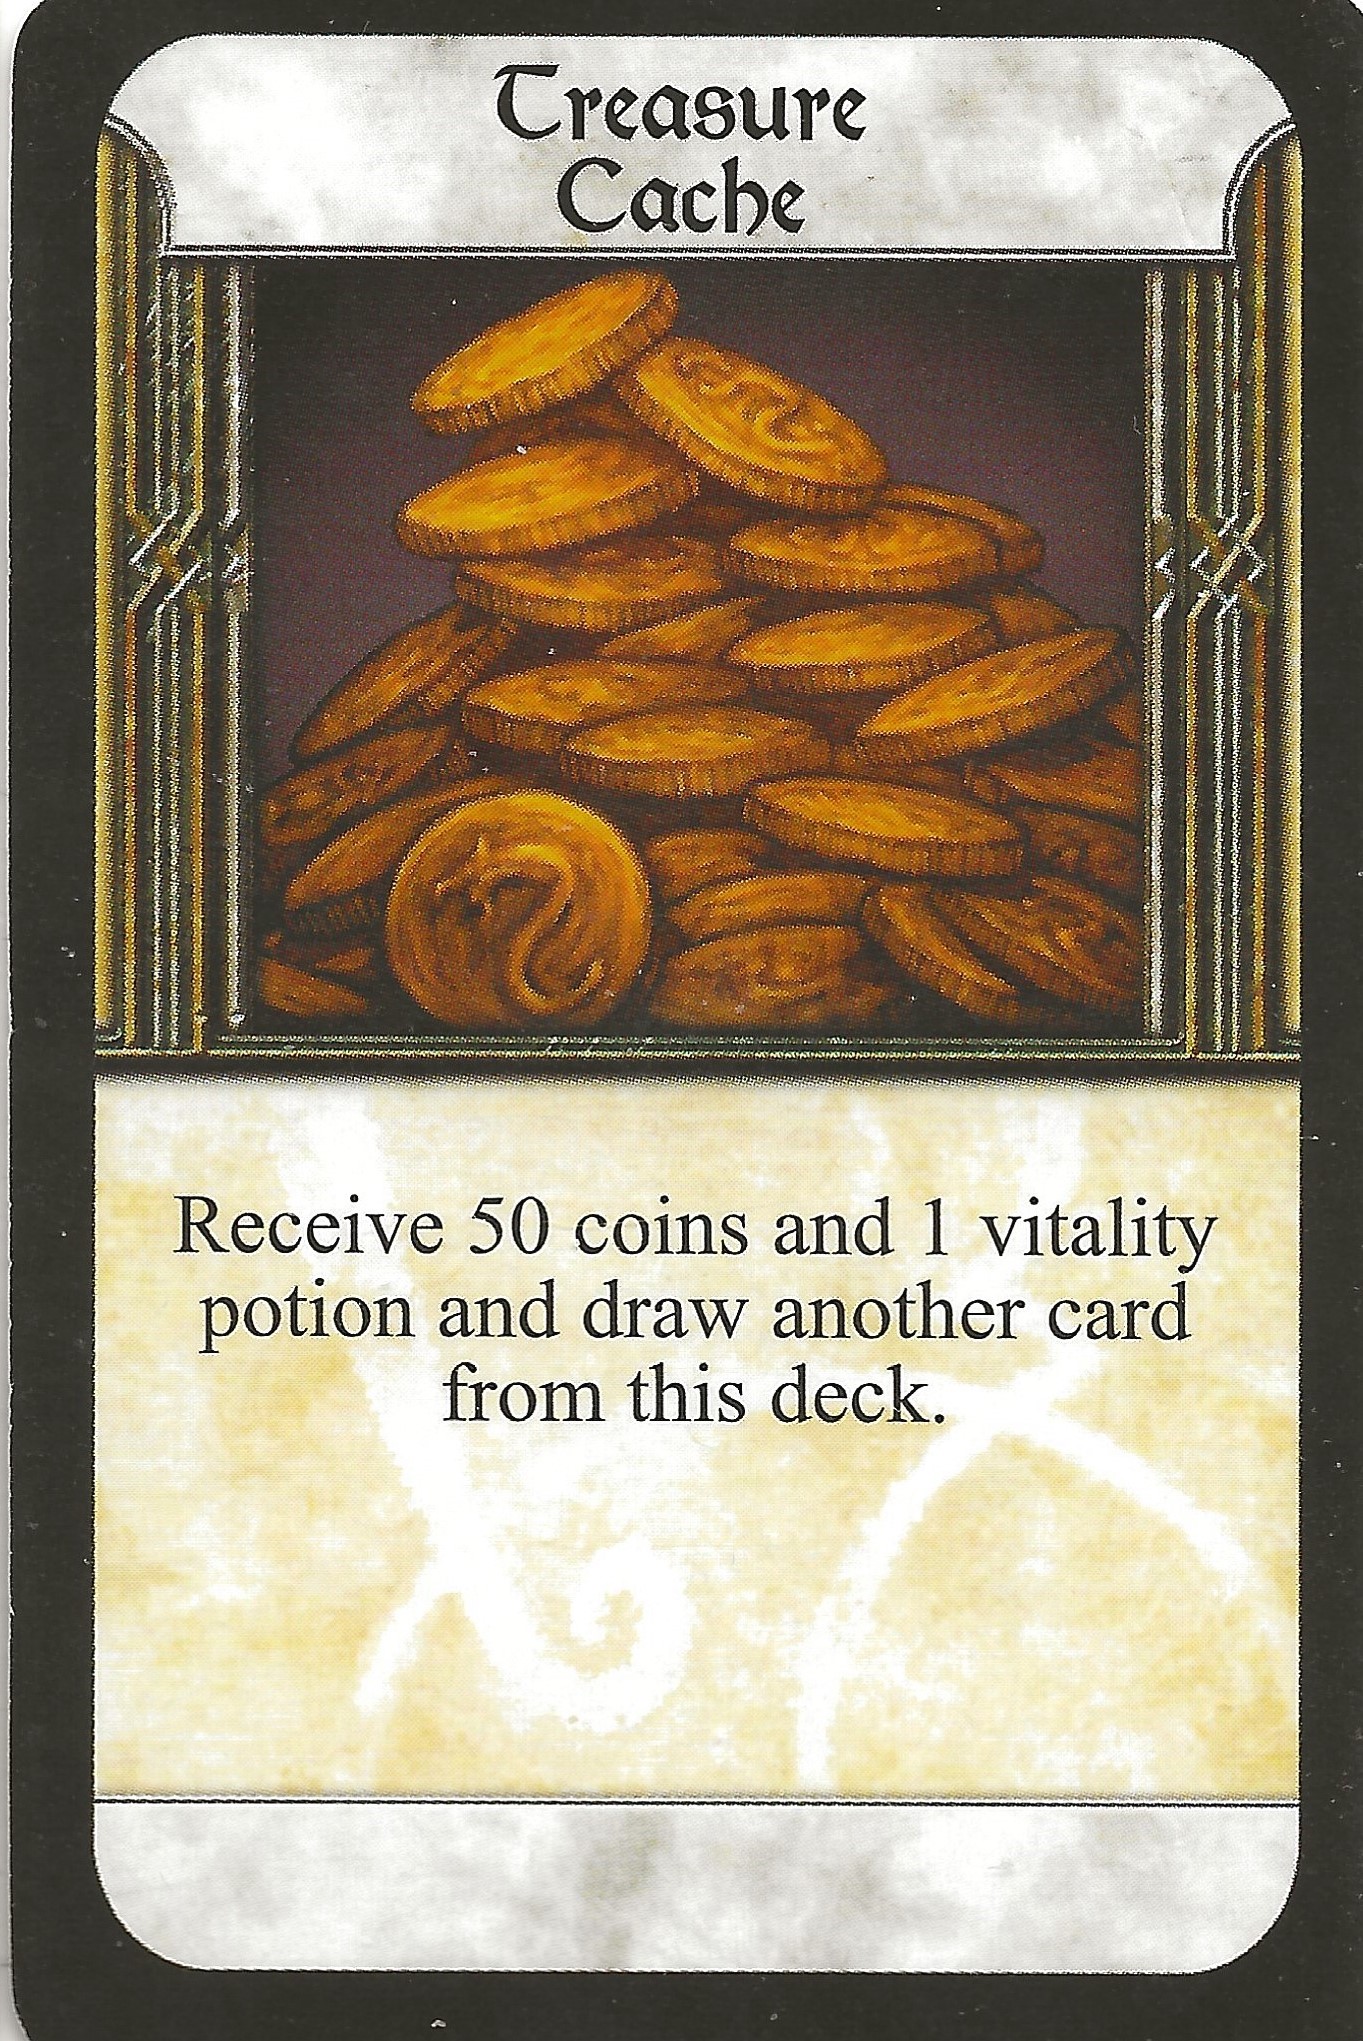 Treasure
Cache
Receive 50 coins and 1 vitality
potion and draw another card
from this deck.